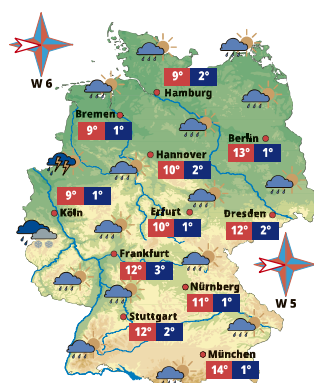 9° 2°
W 6
Hamburg
Bremen
9° 1°
Berlin
13° 1°
Hannover
10° 2°
9° 1°
Köln
Erfurt
10° 1°
Dresden
12° 2°
Frankfurt
12° 3°
Nürnberg
11° 1°
W 5
Stuttgart
12° 2°
München
14° 1°